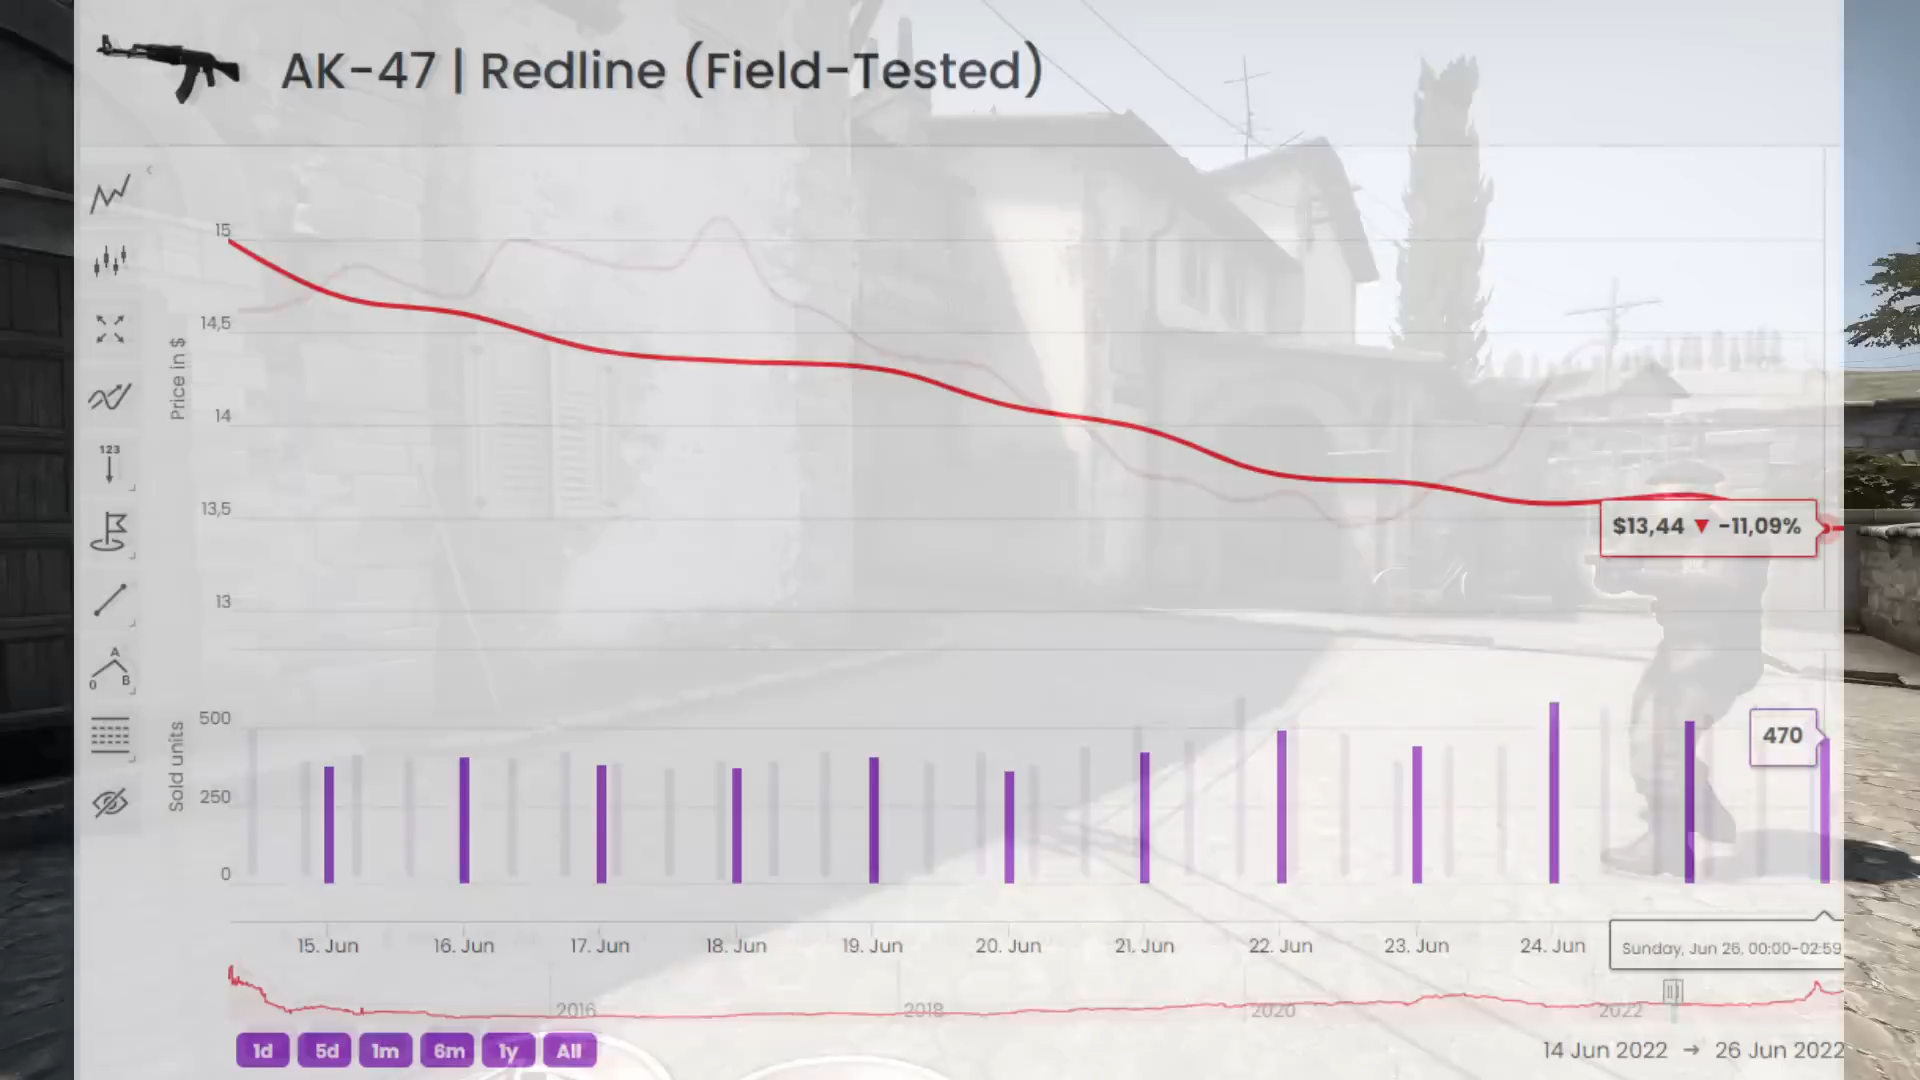 AK-47 | Redline (Field-Tested)
15
14,5
14
13,5
13
Price in $
$13,44 ▼ -11,09%
123
A
0 B
500
250
0
Sold units
470
15. Jun 16. Jun 17. Jun 18. Jun 19. Jun 20. Jun 21. Jun 22. Jun 23. Jun 24. Jun
Sunday, Jun 26, 00:00-02:59
2016 2018 2020 2022
1d 5d 1m 6m 1y All
14 Jun 2022 → 26 Jun 2022